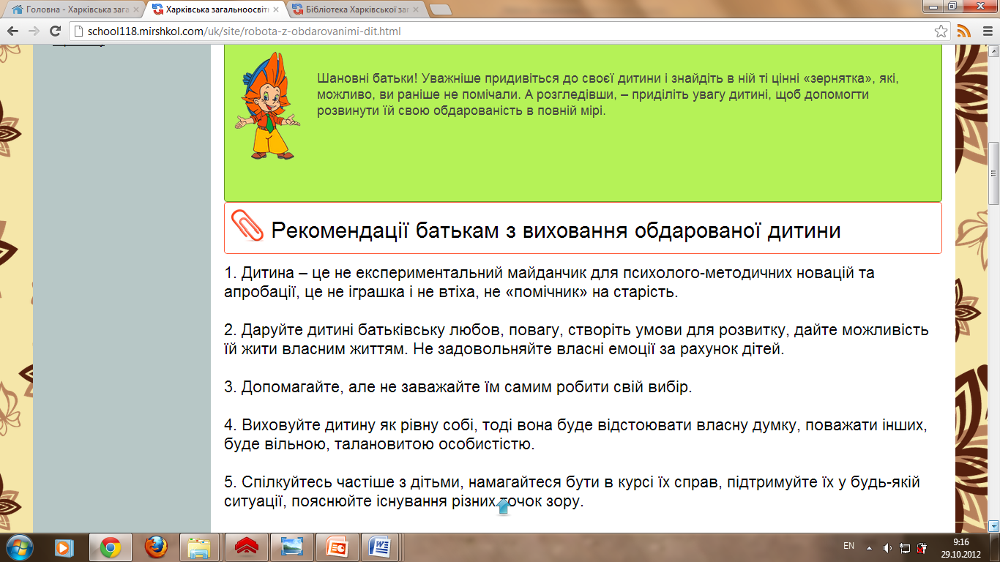 Головна - Харківська зага
Харківська загальноосвіт
Бібліотека Харківської заг
school118.mirshkol.com/uk/site/robota-z-obdarovanimi-dit.html
Шановні батьки! Уважніше придивіться до своєї дитини і знайдіть в ній ті цінні «зернятка», які,
можливо, ви раніше не помічали. А розгледівши, – приділіть увагу дитині, щоб допомогти
розвинути їй свою обдарованість в повній мірі.
Рекомендації батькам з виховання обдарованої дитини
1. Дитина – це не експериментальний майданчик для психолого-методичних новацій та
апробації, це не іграшка і не втіха, не «помічник» на старість.
2. Даруйте дитині батьківську любов, повагу, створіть умови для розвитку, дайте можливість
їй жити власним життям. Не задовольняйте власні емоції за рахунок дітей.
3. Допомагайте, але не заважайте їм самим робити свій вибір.
4. Виховуйте дитину як рівну собі, тоді вона буде відстоювати власну думку, поважати інших,
буде вільною, талановитою особистістю.
5. Спілкуйтесь частіше з дітьми, намагайтеся бути в курсі їх справ, підтримуйте їх у будь-якій
ситуації, пояснюйте існування різних точок зору.
EN
9:16
29.10.2012